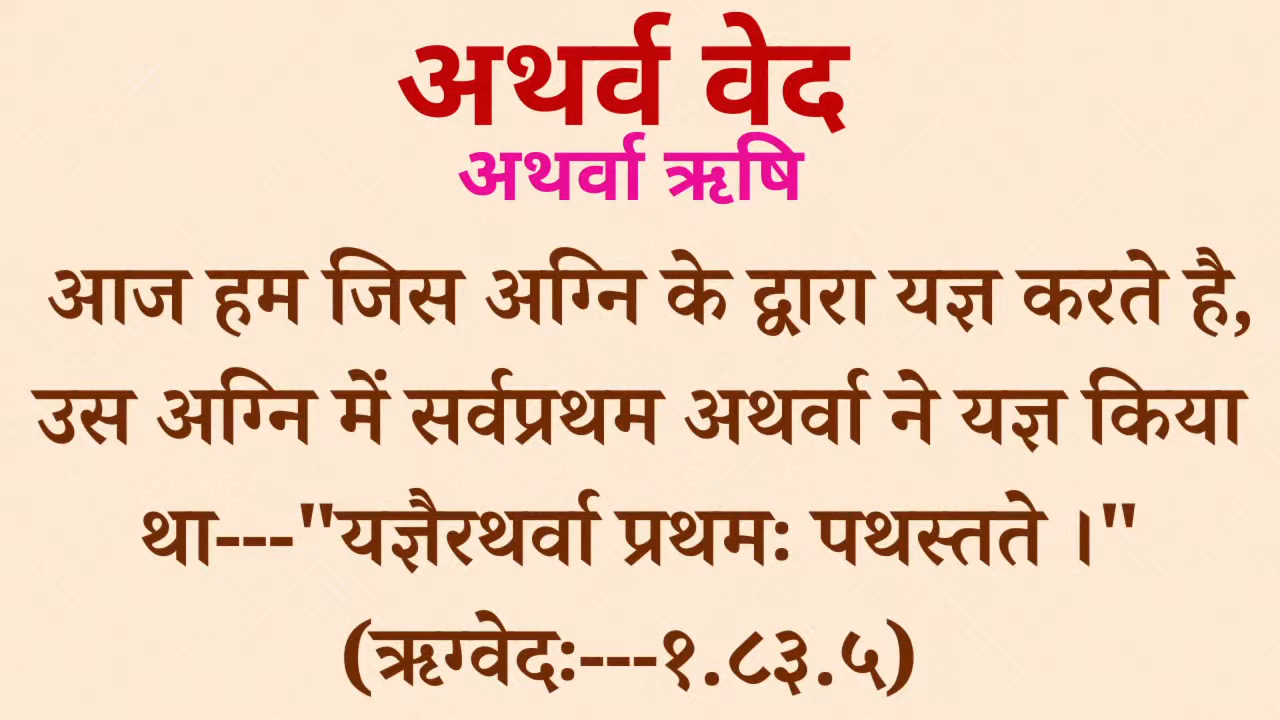 अथर्व वेद
अथर्वा ऋषि
आज हम जिस अग्नि के द्वारा यज्ञ करते है,
उस अग्नि में सर्वप्रथम अथर्वा ने यज्ञ किया
था---"यज्ञैरथर्वा प्रथमः पथस्तते ।"
(ऋग्वेदः---१.८३.५)